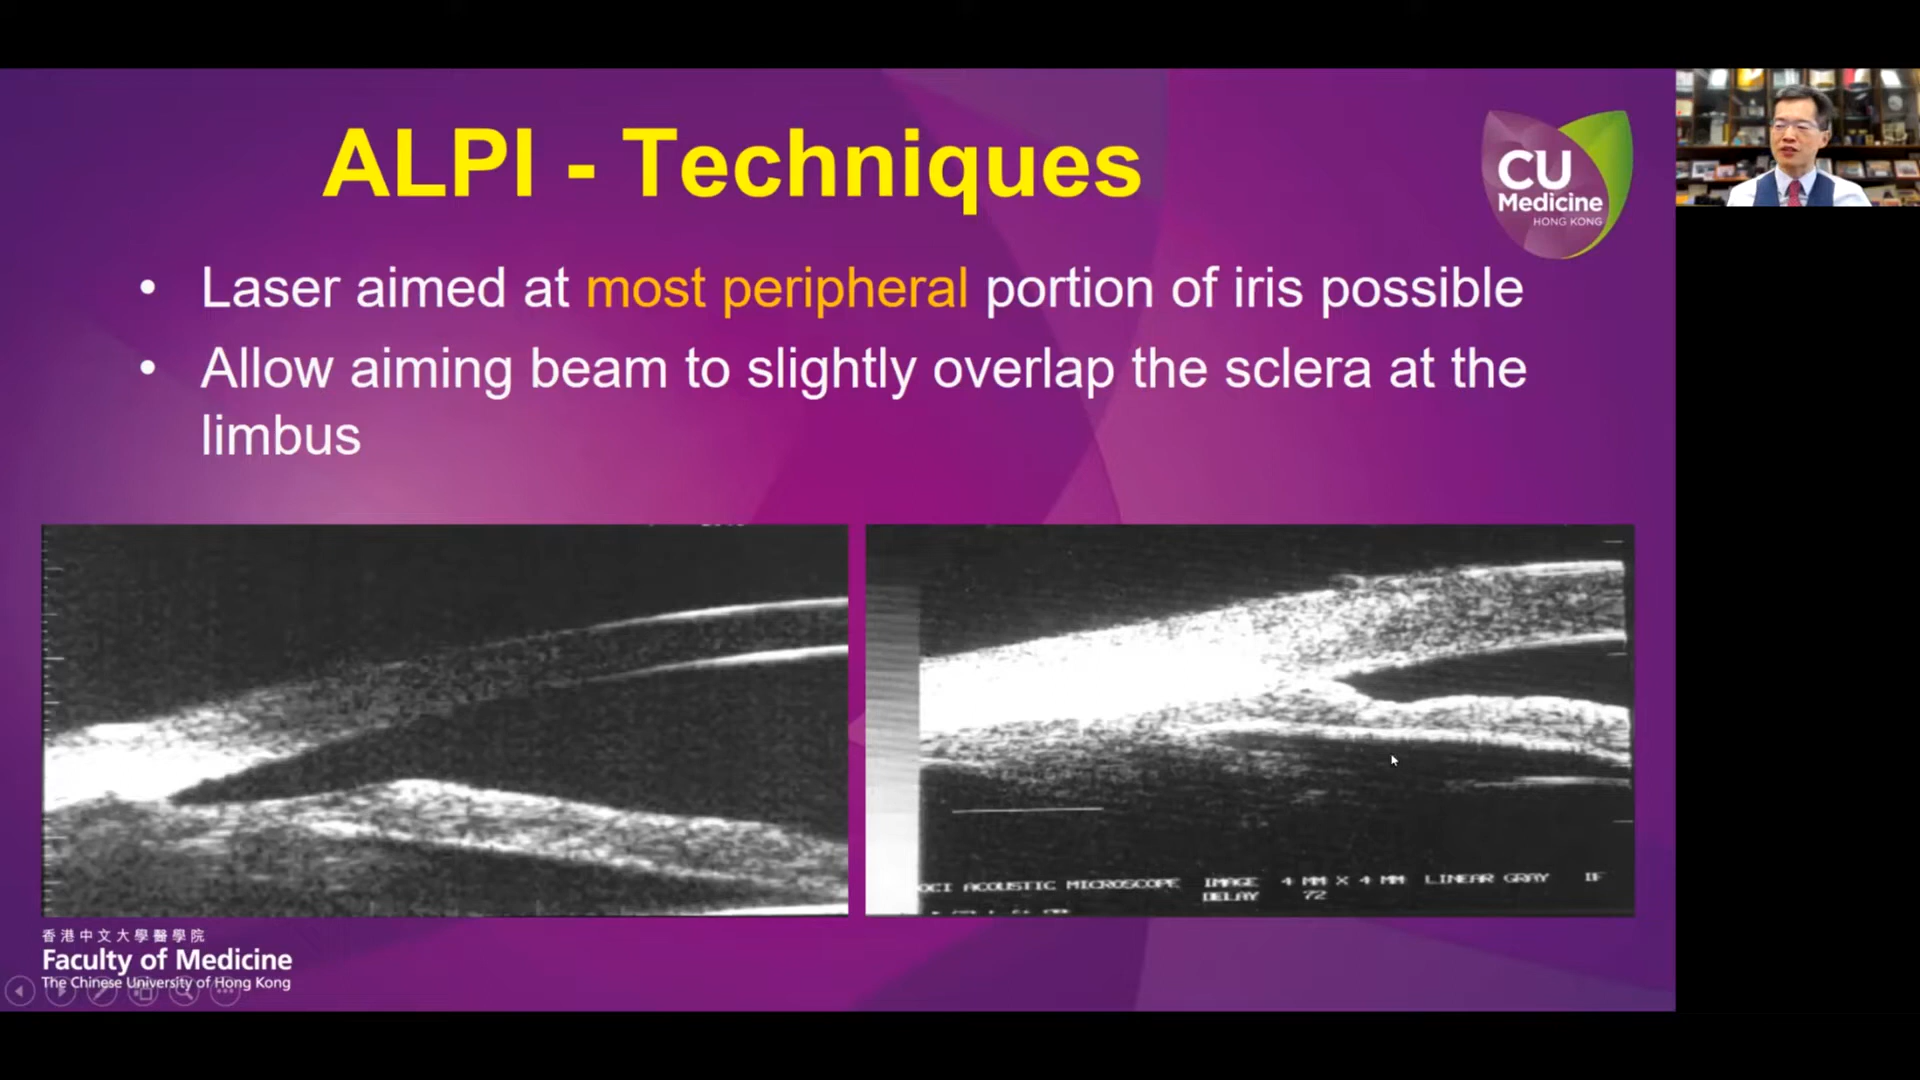 ALPI - Techniques
CU
Medicine
HONG KONG
• Laser aimed at most peripheral portion of iris possible
• Allow aiming beam to slightly overlap the sclera at the
limbus
ACOUSTIC MICROSCOPE IMAGE 4 MM X 4 MM LINEAR GRAY
DELAY 72
香港中文大學醫學院
Faculty of Medicine
The Chinese University of Hong Kong